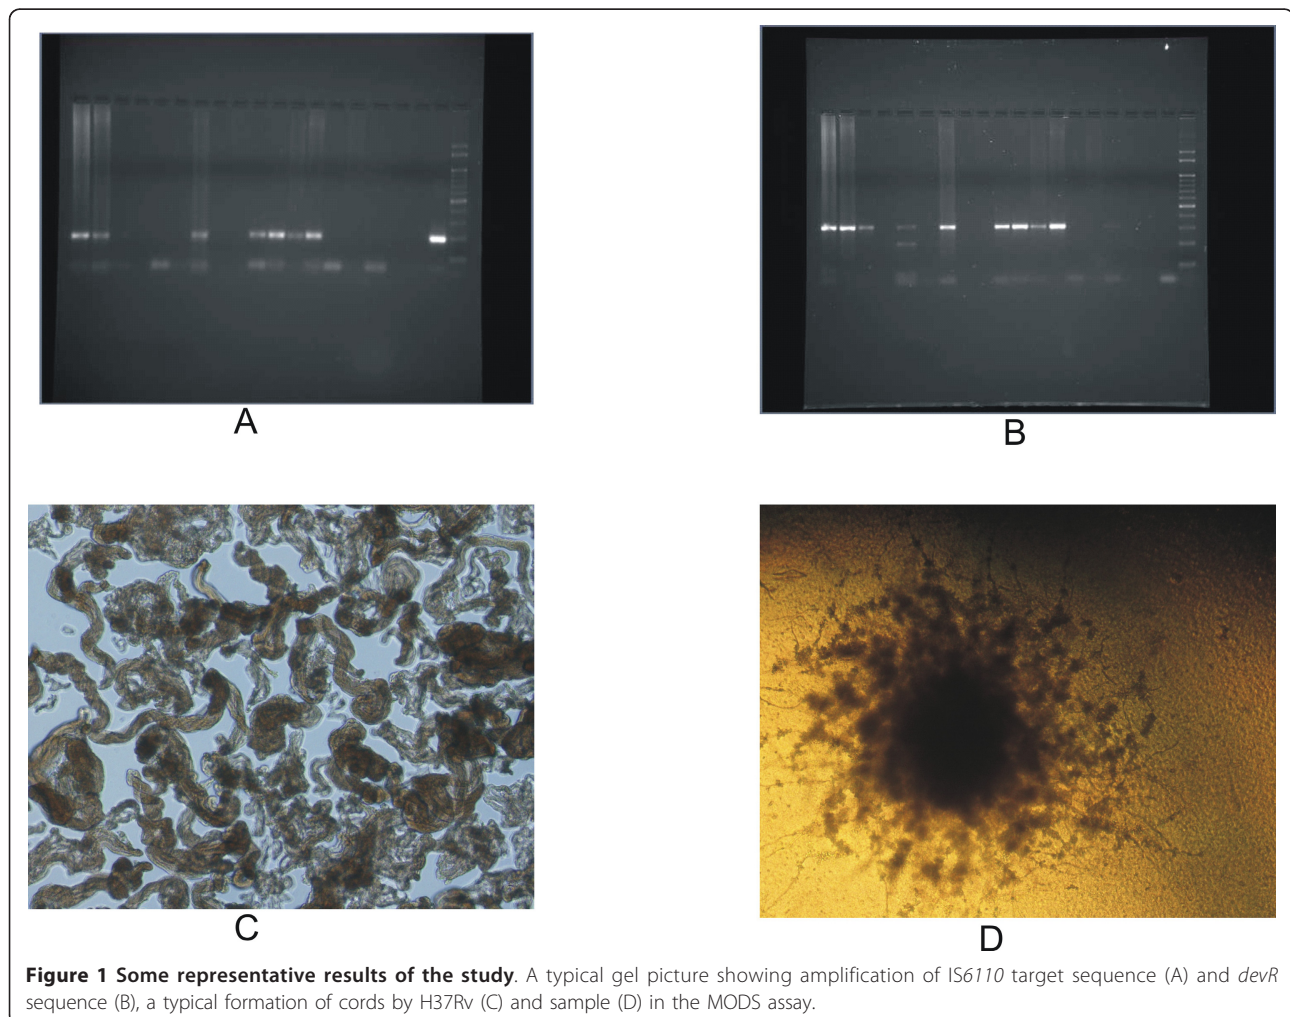 A
B
C
D
Figure 1 Some representative results of the study. A typical gel picture showing amplification of IS6110 target sequence (A) and devR
sequence (B), a typical formation of cords by H37Rv (C) and sample (D) in the MODS assay.